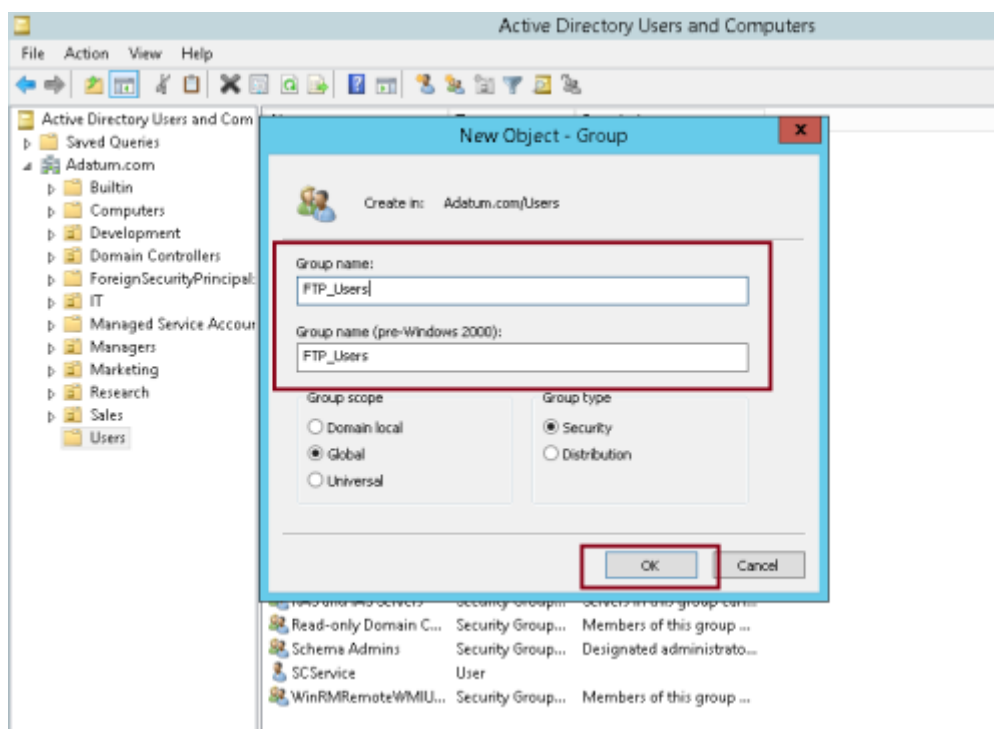 Active Directory Users and Computers
File Action View Help
Active Directory Users and Com
Saved Queries
Adatum.com
Builtin
Computers
Development
Domain Controllers
ForeignSecurityPrincipal:
IT
Managed Service Accour
Managers
Marketing
Research
Sales
Users
New Object - Group
x
Create in: Adatum.com/Users
Group name:
FTP_Users
Group name (pre-Windows 2000):
FTP_Users
Group scope
Domain local
Global
Universal
Group type
Security
Distribution
OK Cancel
Read-only Domain C... Security Group... Members of this group ...
Schema Admins Security Group... Designated administrato...
SCService User
WinRMRemoteWMIU... Security Group... Members of this group ...